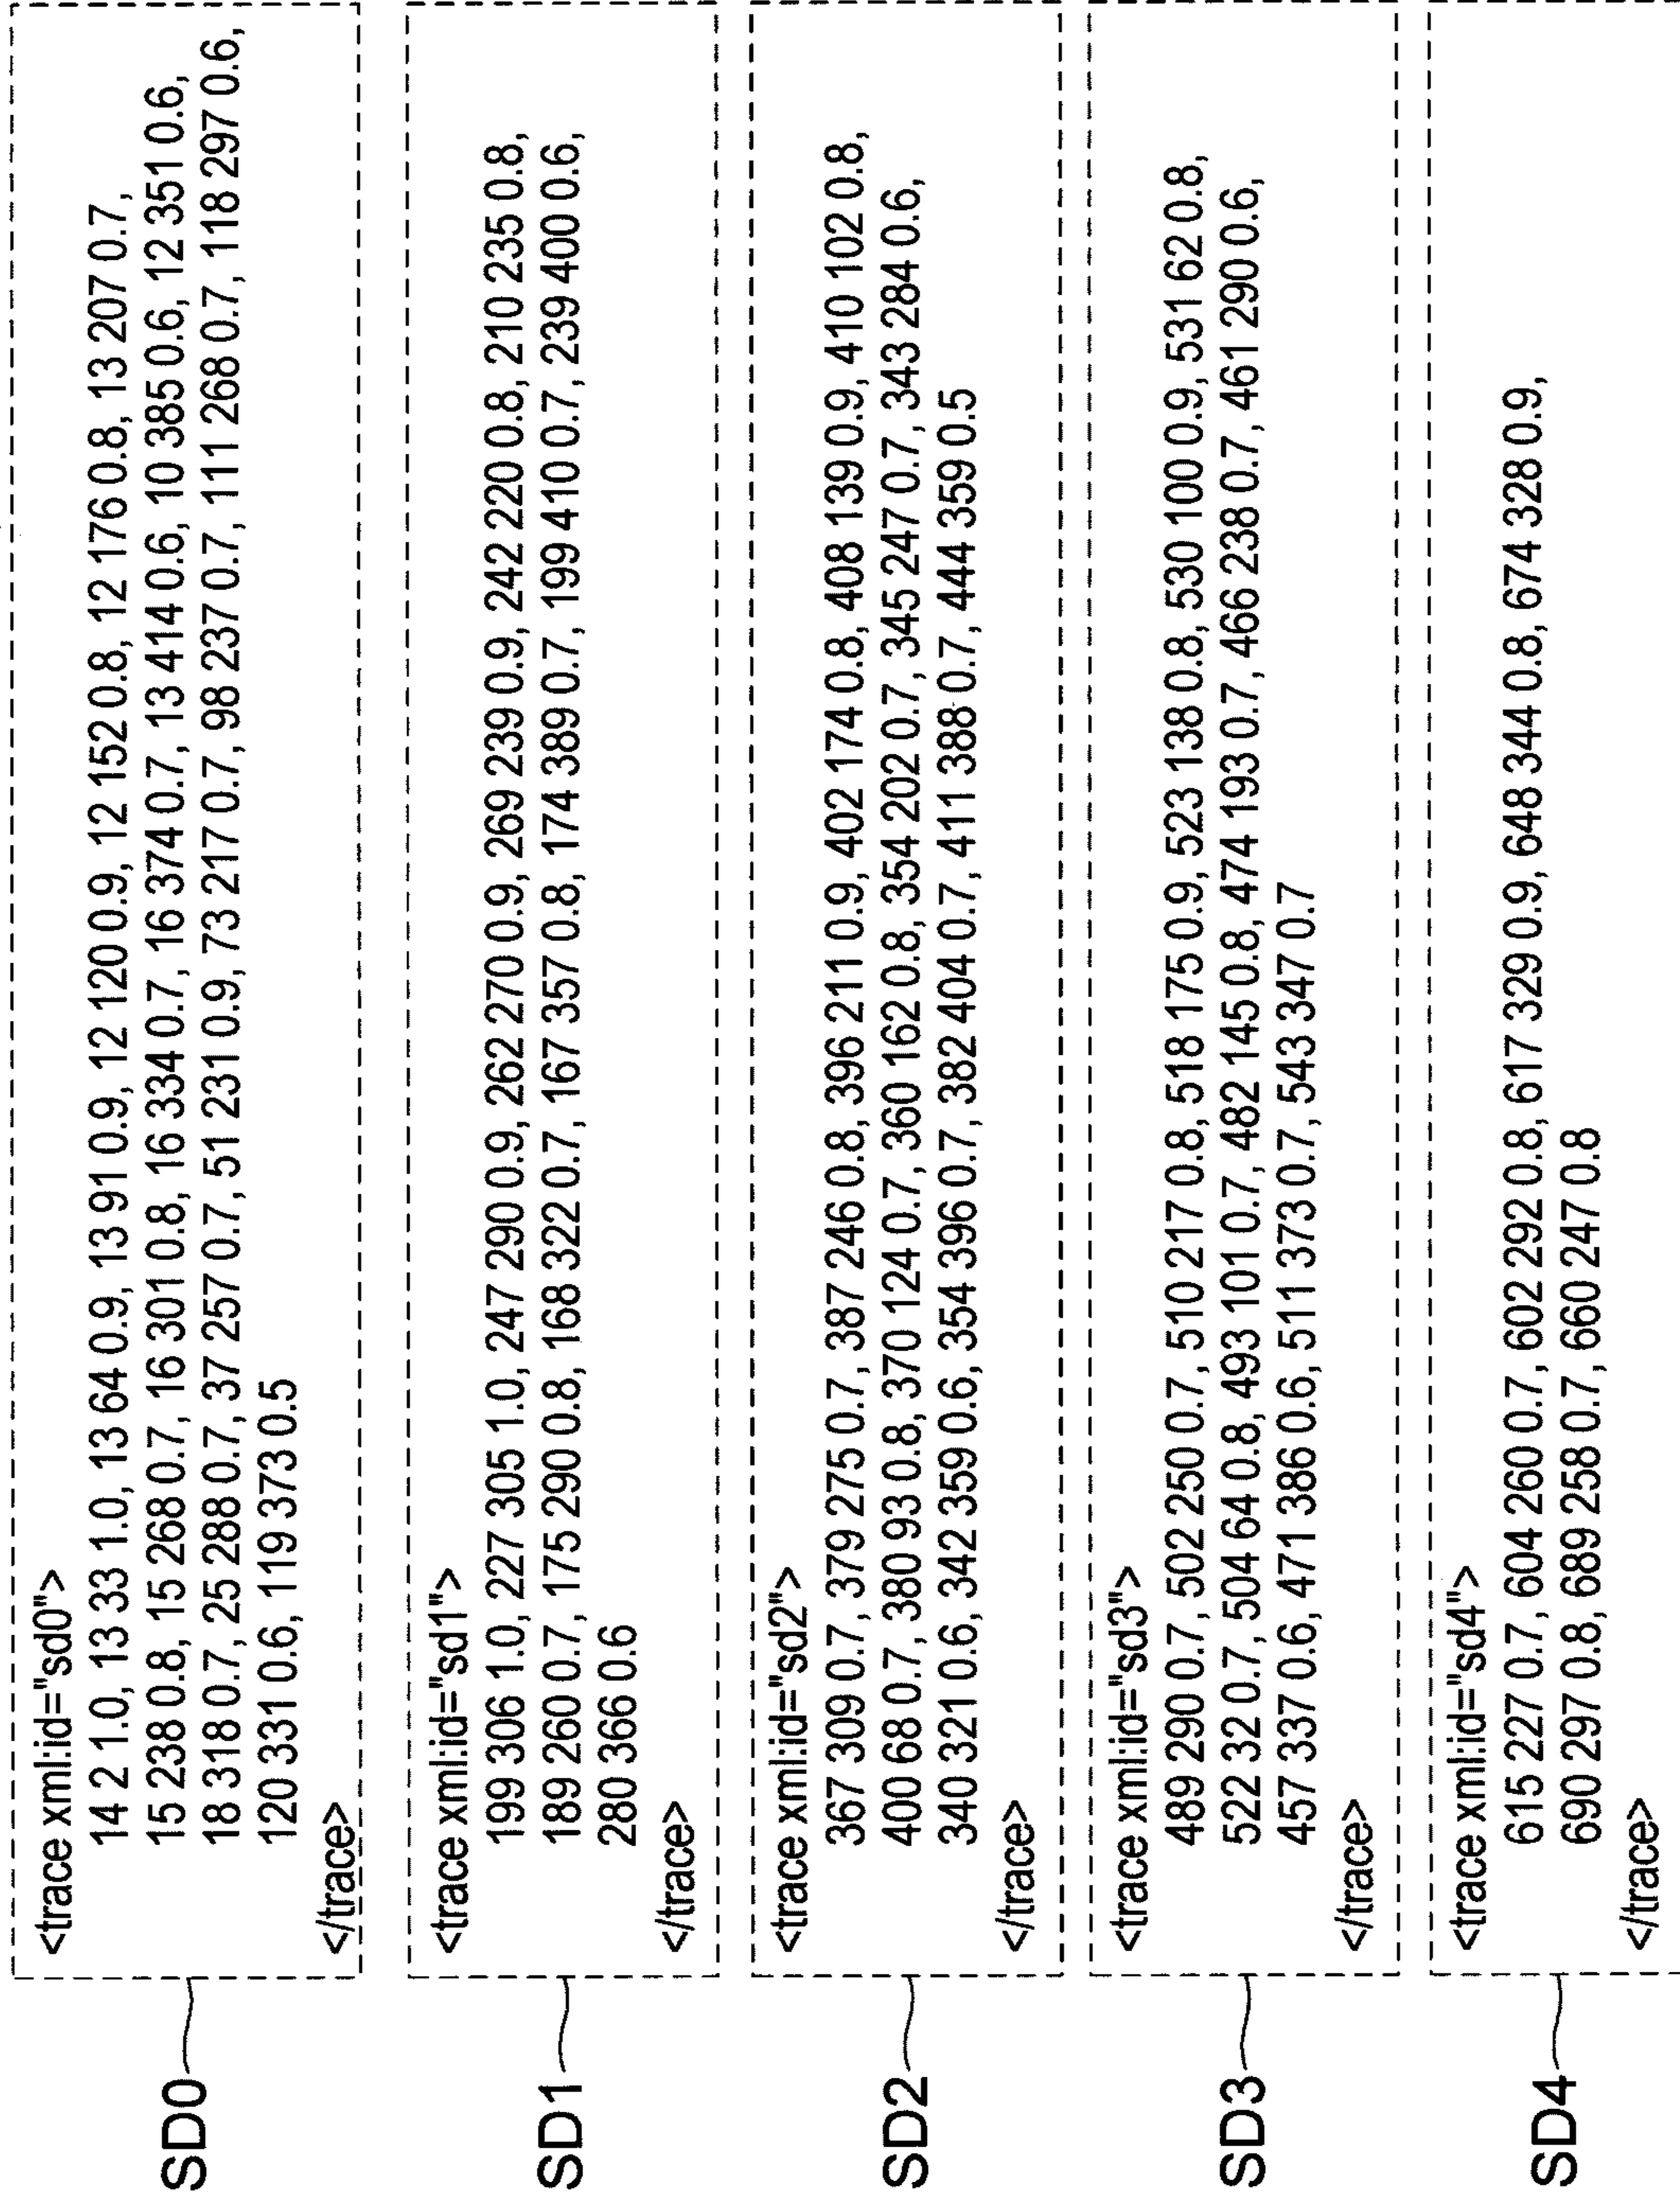 SD0
<trace xml:id="sd0">
14 2 1.0, 13 33 1.0, 13 64 0.9, 13 91 0.9, 12 120 0.9, 12 152 0.8, 12 176 0.8, 13 207 0.7,
15 238 0.8, 15 268 0.7, 16 301 0.8, 16 334 0.7, 16 374 0.7, 13 414 0.6, 10 385 0.6, 12 351 0.6,
18 318 0.7, 25 288 0.7, 37 257 0.7, 51 231 0.9, 73 217 0.7, 98 237 0.7, 111 268 0.7, 118 297 0.6,
120 331 0.6, 119 373 0.5
</trace>
SD1
<trace xml:id="sd1">
199 306 1.0, 227 305 1.0, 247 290 0.9, 262 270 0.9, 269 239 0.9, 242 220 0.8, 210 235 0.8,
189 260 0.7, 175 290 0.8, 168 322 0.7, 167 357 0.8, 174 389 0.7, 199 410 0.7, 239 400 0.6,
280 366 0.6
</trace>
SD2
<trace xml:id="sd2">
367 309 0.7, 379 275 0.7, 387 246 0.8, 396 211 0.9, 402 174 0.8, 408 139 0.9, 410 102 0.8,
400 68 0.7, 380 93 0.8, 370 124 0.7, 360 162 0.8, 354 202 0.7, 345 247 0.7, 343 284 0.6,
340 321 0.6, 342 359 0.6, 354 396 0.7, 382 404 0.7, 411 388 0.7, 444 359 0.5
</trace>
SD3
<trace xml:id="sd3">
489 290 0.7, 502 250 0.7, 510 217 0.8, 518 175 0.9, 523 138 0.8, 530 100 0.9, 531 62 0.8,
522 32 0.7, 504 64 0.8, 493 101 0.7, 482 145 0.8, 474 193 0.7, 466 238 0.7, 461 290 0.6,
457 337 0.6, 471 386 0.6, 511 373 0.7, 543 347 0.7
</trace>
SD4
<trace xml:id="sd4">
615 227 0.7, 604 260 0.7, 602 292 0.8, 617 329 0.9, 648 344 0.8, 674 328 0.9,
690 297 0.8, 689 258 0.7, 660 247 0.8
</trace>